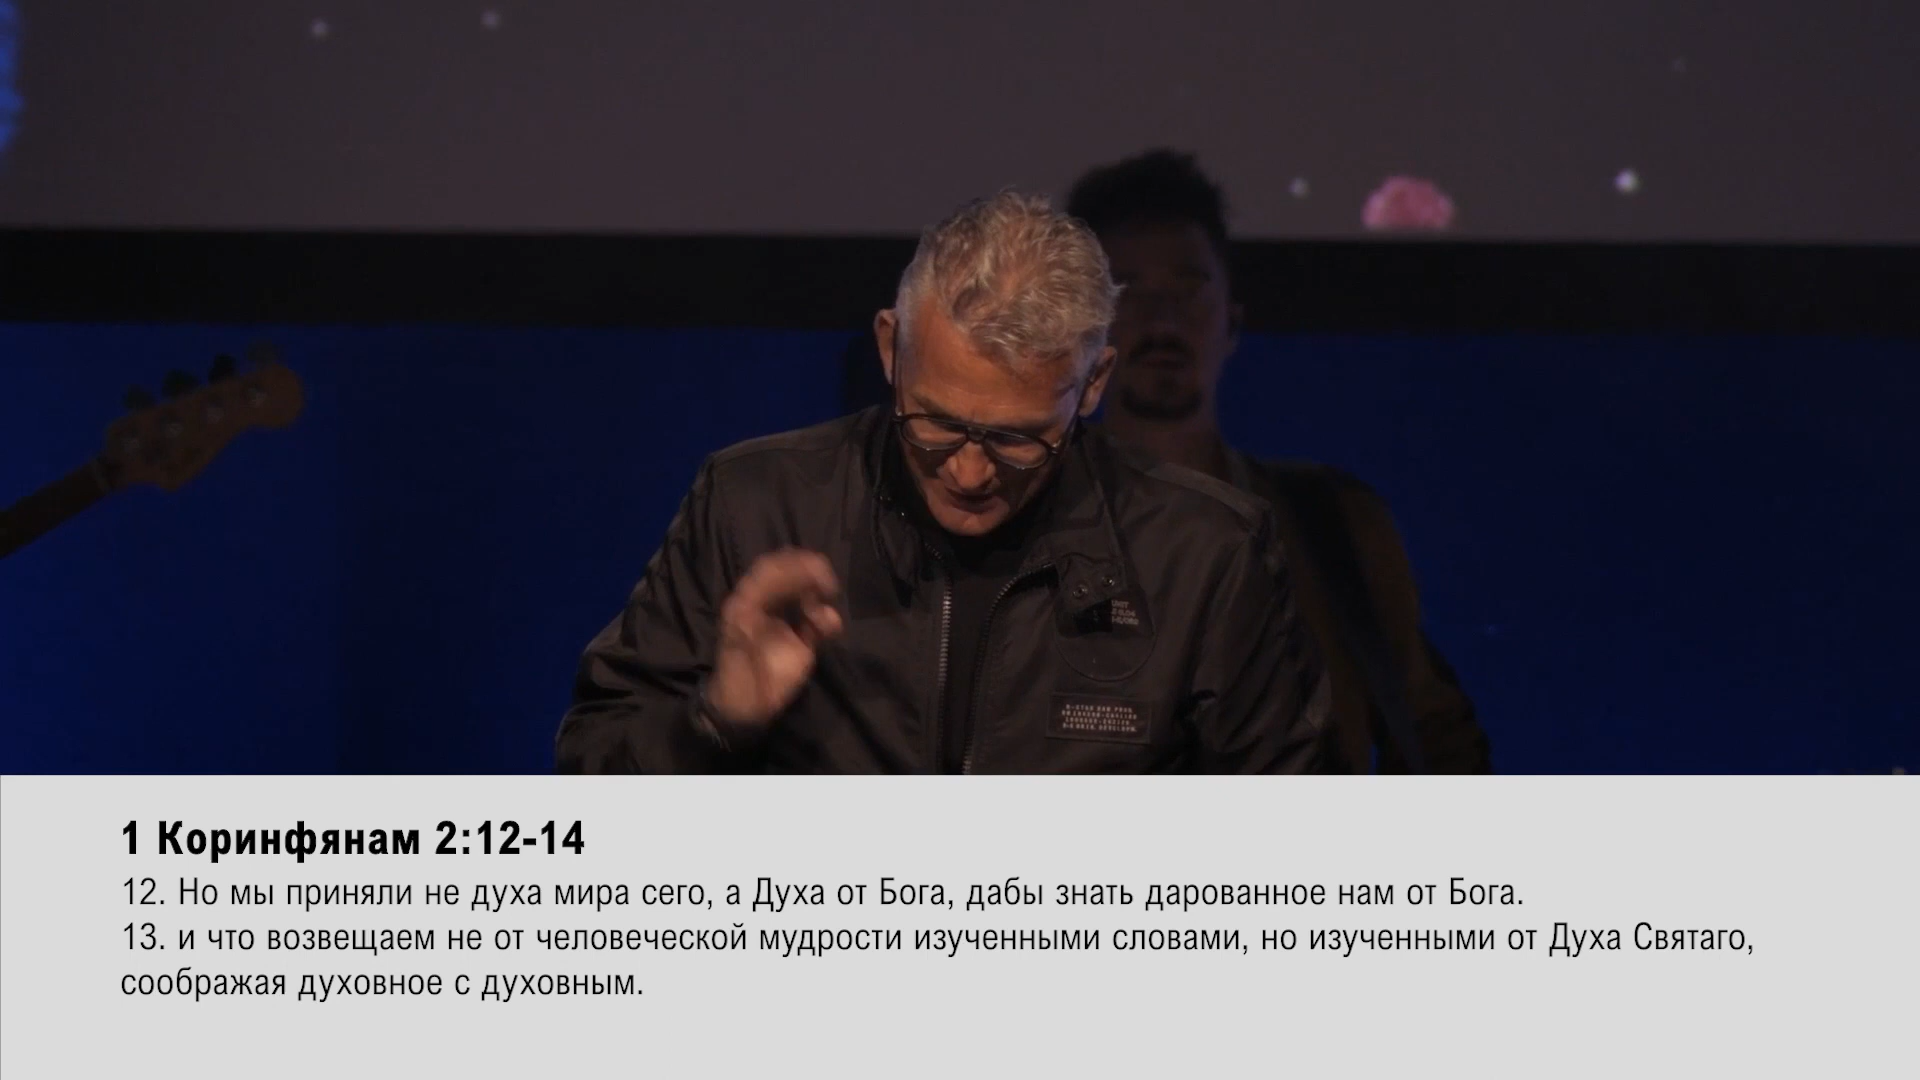 1 Коринфянам 2:12-14
12. Но мы приняли не духа мира сего, а Духа от Бога, дабы знать дарованное нам от Бога.
13. и что возвещаем не от человеческой мудрости изученными словами, но изученными от Духа Святаго,
соображая духовное с духовным.